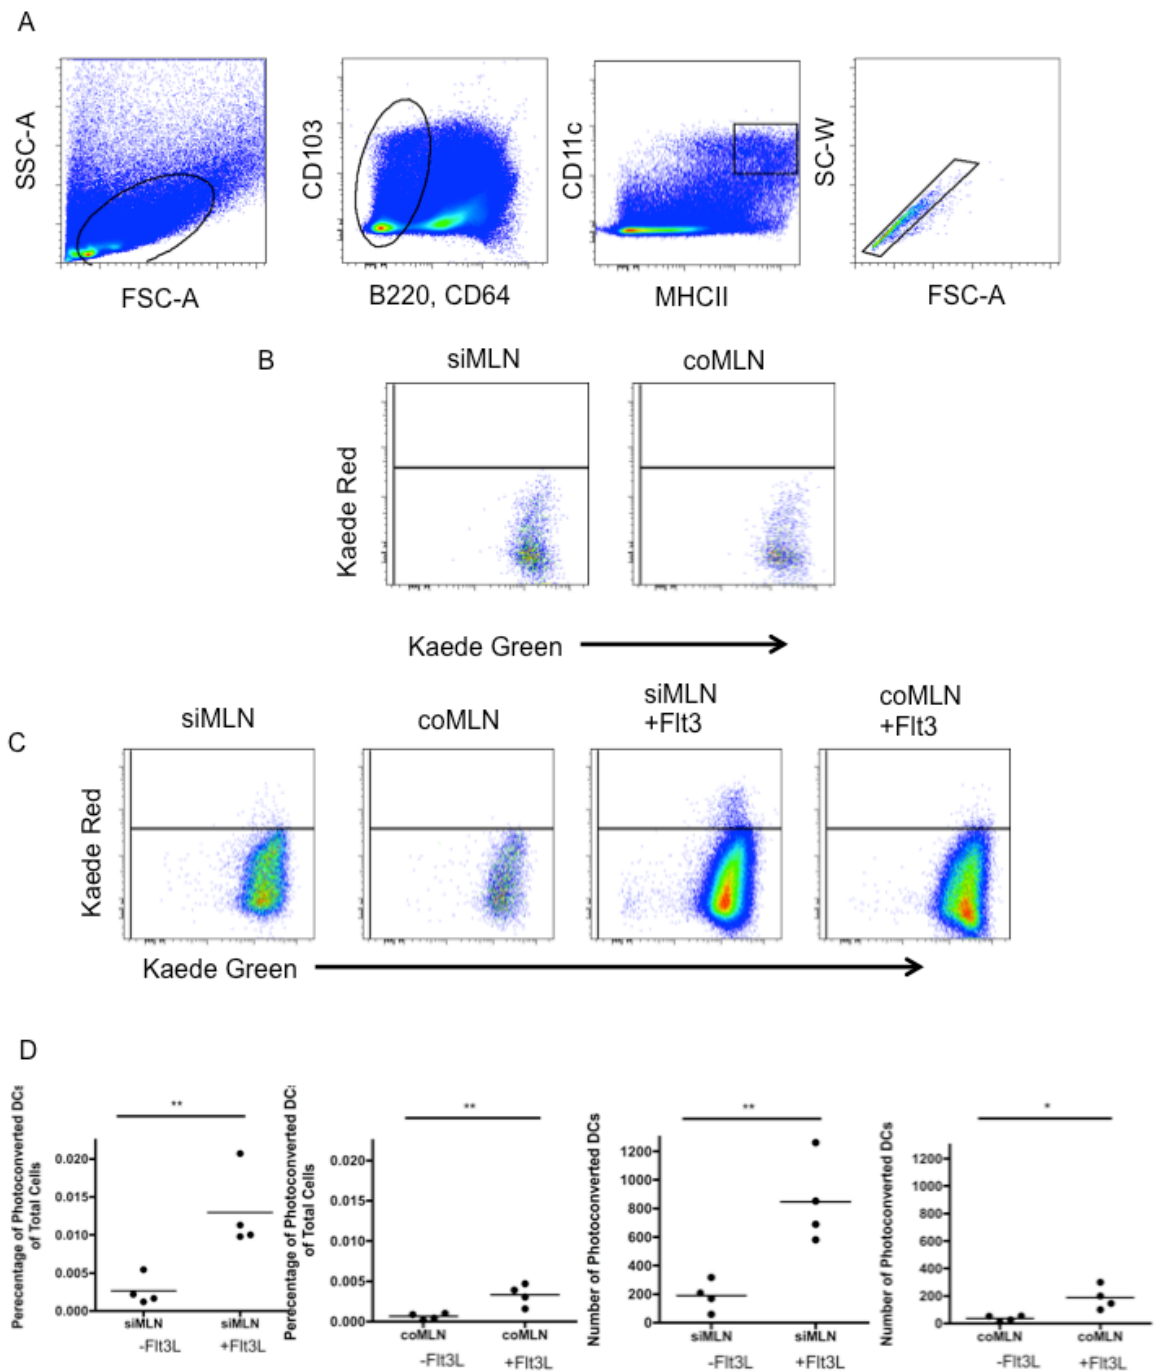 A
SSC-A
FSC-A
CD103
B220, CD64
CD11c
MHCII
SC-W
FSC-A
B
siMLN
coMLN
Kaede Red
Kaede Green
C
siMLN
coMLN
siMLN
+Flt3
coMLN
+Flt3
Kaede Red
Kaede Green
D
Perecentage of Photoconverted DCs
of Total Cells
**
0.020
0.015
0.010
0.005
0.000
siMLN
-Flt3L
siMLN
+Flt3L
Perecentage of Photoconverted DC:
of Total Cells
**
0.020
0.015
0.010
0.005
0.000
coMLN
-Flt3L
coMLN
+Flt3L
Number of Photoconverted DCs
**
1200
1000
800
600
400
200
0
siMLN
-Flt3L
siMLN
+Flt3L
Number of Photoconverted DCs
*
1200
1000
800
600
400
200
0
coMLN
-Flt3L
coMLN
+Flt3L